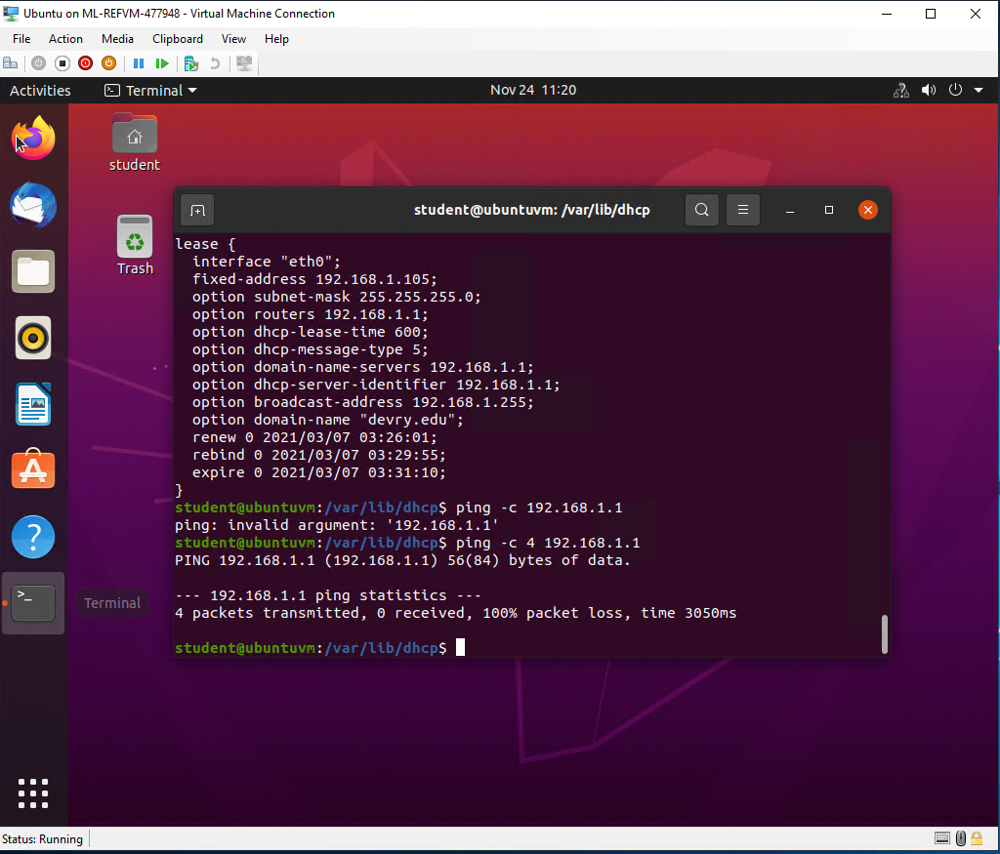 Ubuntu on ML-REFVM-477948 - Virtual Machine Connection
File Action Media Clipboard View Help
Activities Terminal Nov 24 11:20
student
Trash
student@ubuntuvm: /var/lib/dhcp
lease {
  interface "eth0";
  fixed-address 192.168.1.105;
  option subnet-mask 255.255.255.0;
  option routers 192.168.1.1;
  option dhcp-lease-time 600;
  option dhcp-message-type 5;
  option domain-name-servers 192.168.1.1;
  option dhcp-server-identifier 192.168.1.1;
  option broadcast-address 192.168.1.255;
  option domain-name "devry.edu";
  renew 0 2021/03/07 03:26:01;
  rebind 0 2021/03/07 03:29:55;
  expire 0 2021/03/07 03:31:10;
}
student@ubuntuvm:/var/lib/dhcp$ ping -c 192.168.1.1
ping: invalid argument: '192.168.1.1'
student@ubuntuvm:/var/lib/dhcp$ ping -c 4 192.168.1.1
PING 192.168.1.1 (192.168.1.1) 56(84) bytes of data.
--- 192.168.1.1 ping statistics ---
4 packets transmitted, 0 received, 100% packet loss, time 3050ms
student@ubuntuvm:/var/lib/dhcp$
Terminal
Status: Running